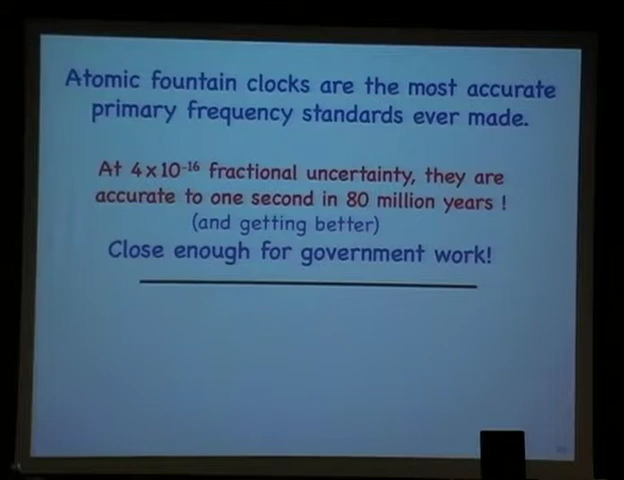 Atomic fountain clocks are the most accurate
primary frequency standards ever made.
At 4 x 10⁻¹⁶ fractional uncertainty, they are
accurate to one second in 80 million years !
(and getting better)
Close enough for government work!